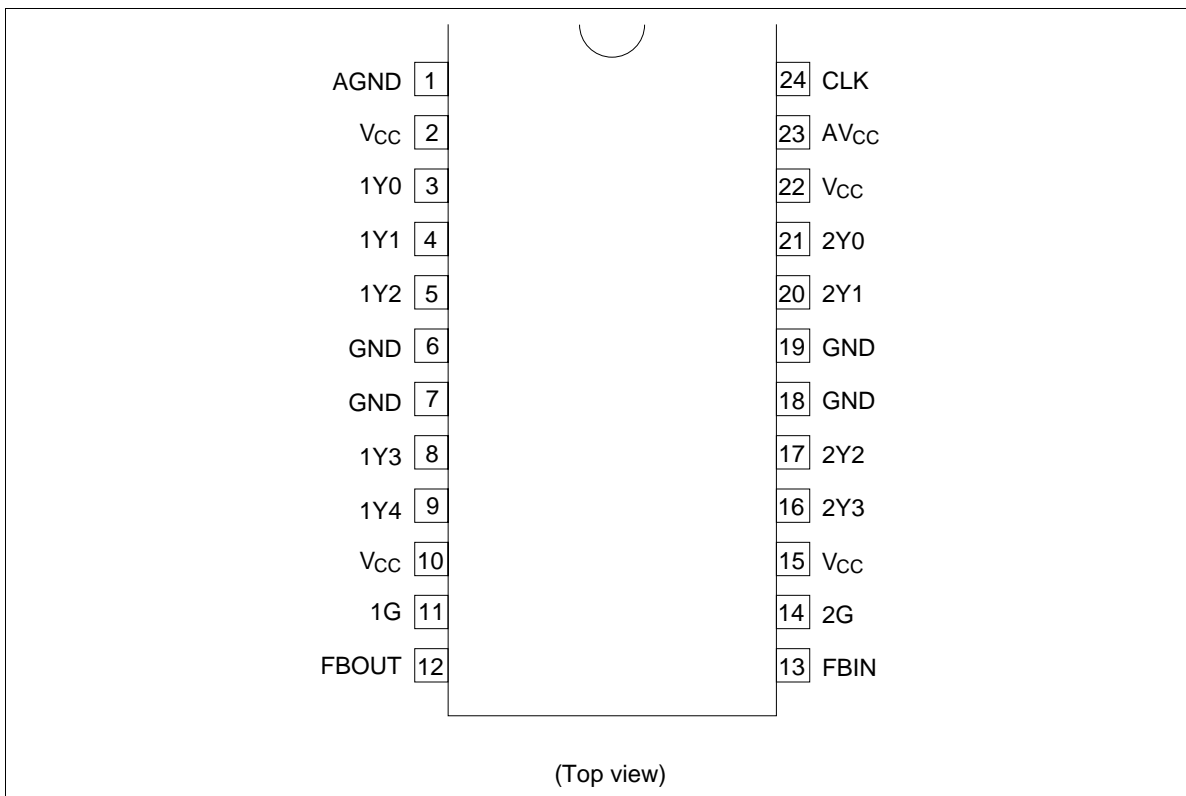 AGND 1 24 CLK
VCC 2 23 AVCC
1Y0 3 22 VCC
1Y1 4 21 2Y0
1Y2 5 20 2Y1
GND 6 19 GND
GND 7 18 GND
1Y3 8 17 2Y2
1Y4 9 16 2Y3
VCC 10 15 VCC
1G 11 14 2G
FBOUT 12 13 FBIN
(Top view)